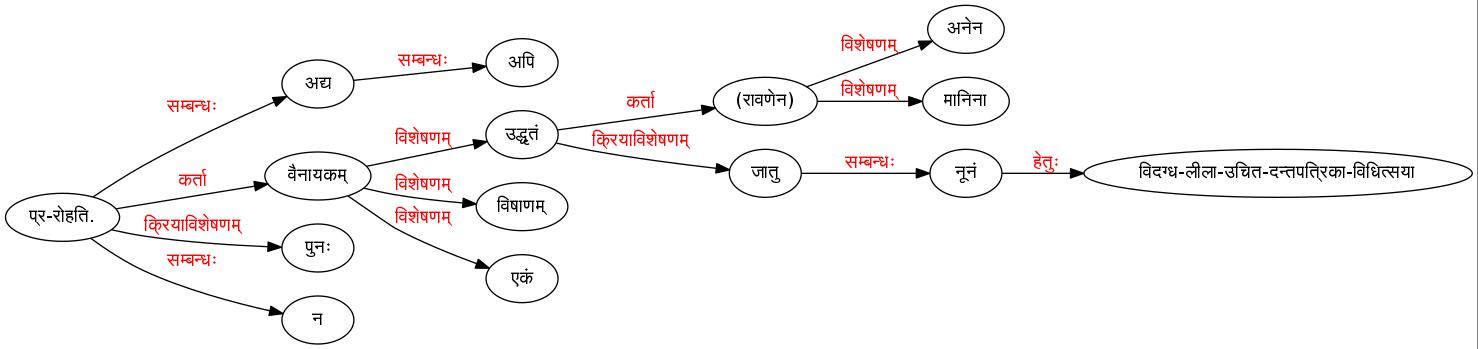 अनेन
विशेषणम्
अपि
सम्बन्धः
अद्य
(रावणेन)
विशेषणम्
मानिना
कर्ता
सम्बन्धः
उद्धृतं
विशेषणम्
क्रियाविशेषणम्
प्र-रोहति.
कर्ता
वैनायकम्
विशेषणम्
विषाणम्
जातु
सम्बन्धः
नूनं
हेतुः
विदग्ध-लीला-उचित-दन्तपत्रिका-विधित्सया
क्रियाविशेषणम्
पुनः
विशेषणम्
एकं
सम्बन्धः
न